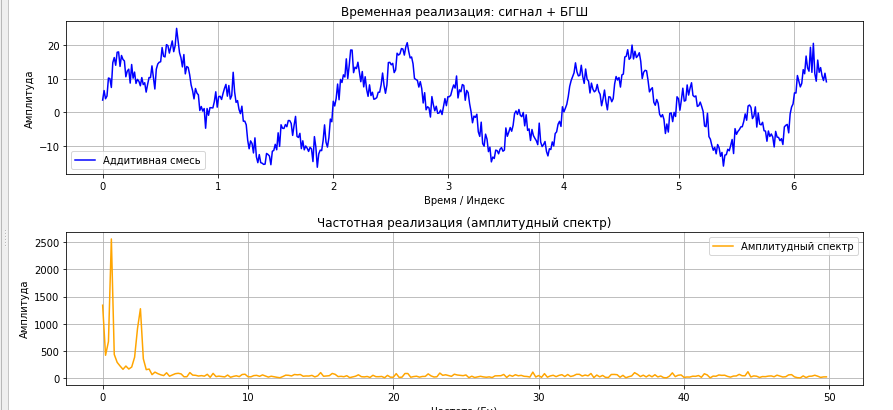 Временная реализация: сигнал + БГШ
Амплитуда
20
10
0
−10
Аддитивная смесь
0 1 2 3 4 5 6
Время / Индекс
Частотная реализация (амплитудный спектр)
Амплитуда
2500
2000
1500
1000
500
0
Амплитудный спектр
0 10 20 30 40 50